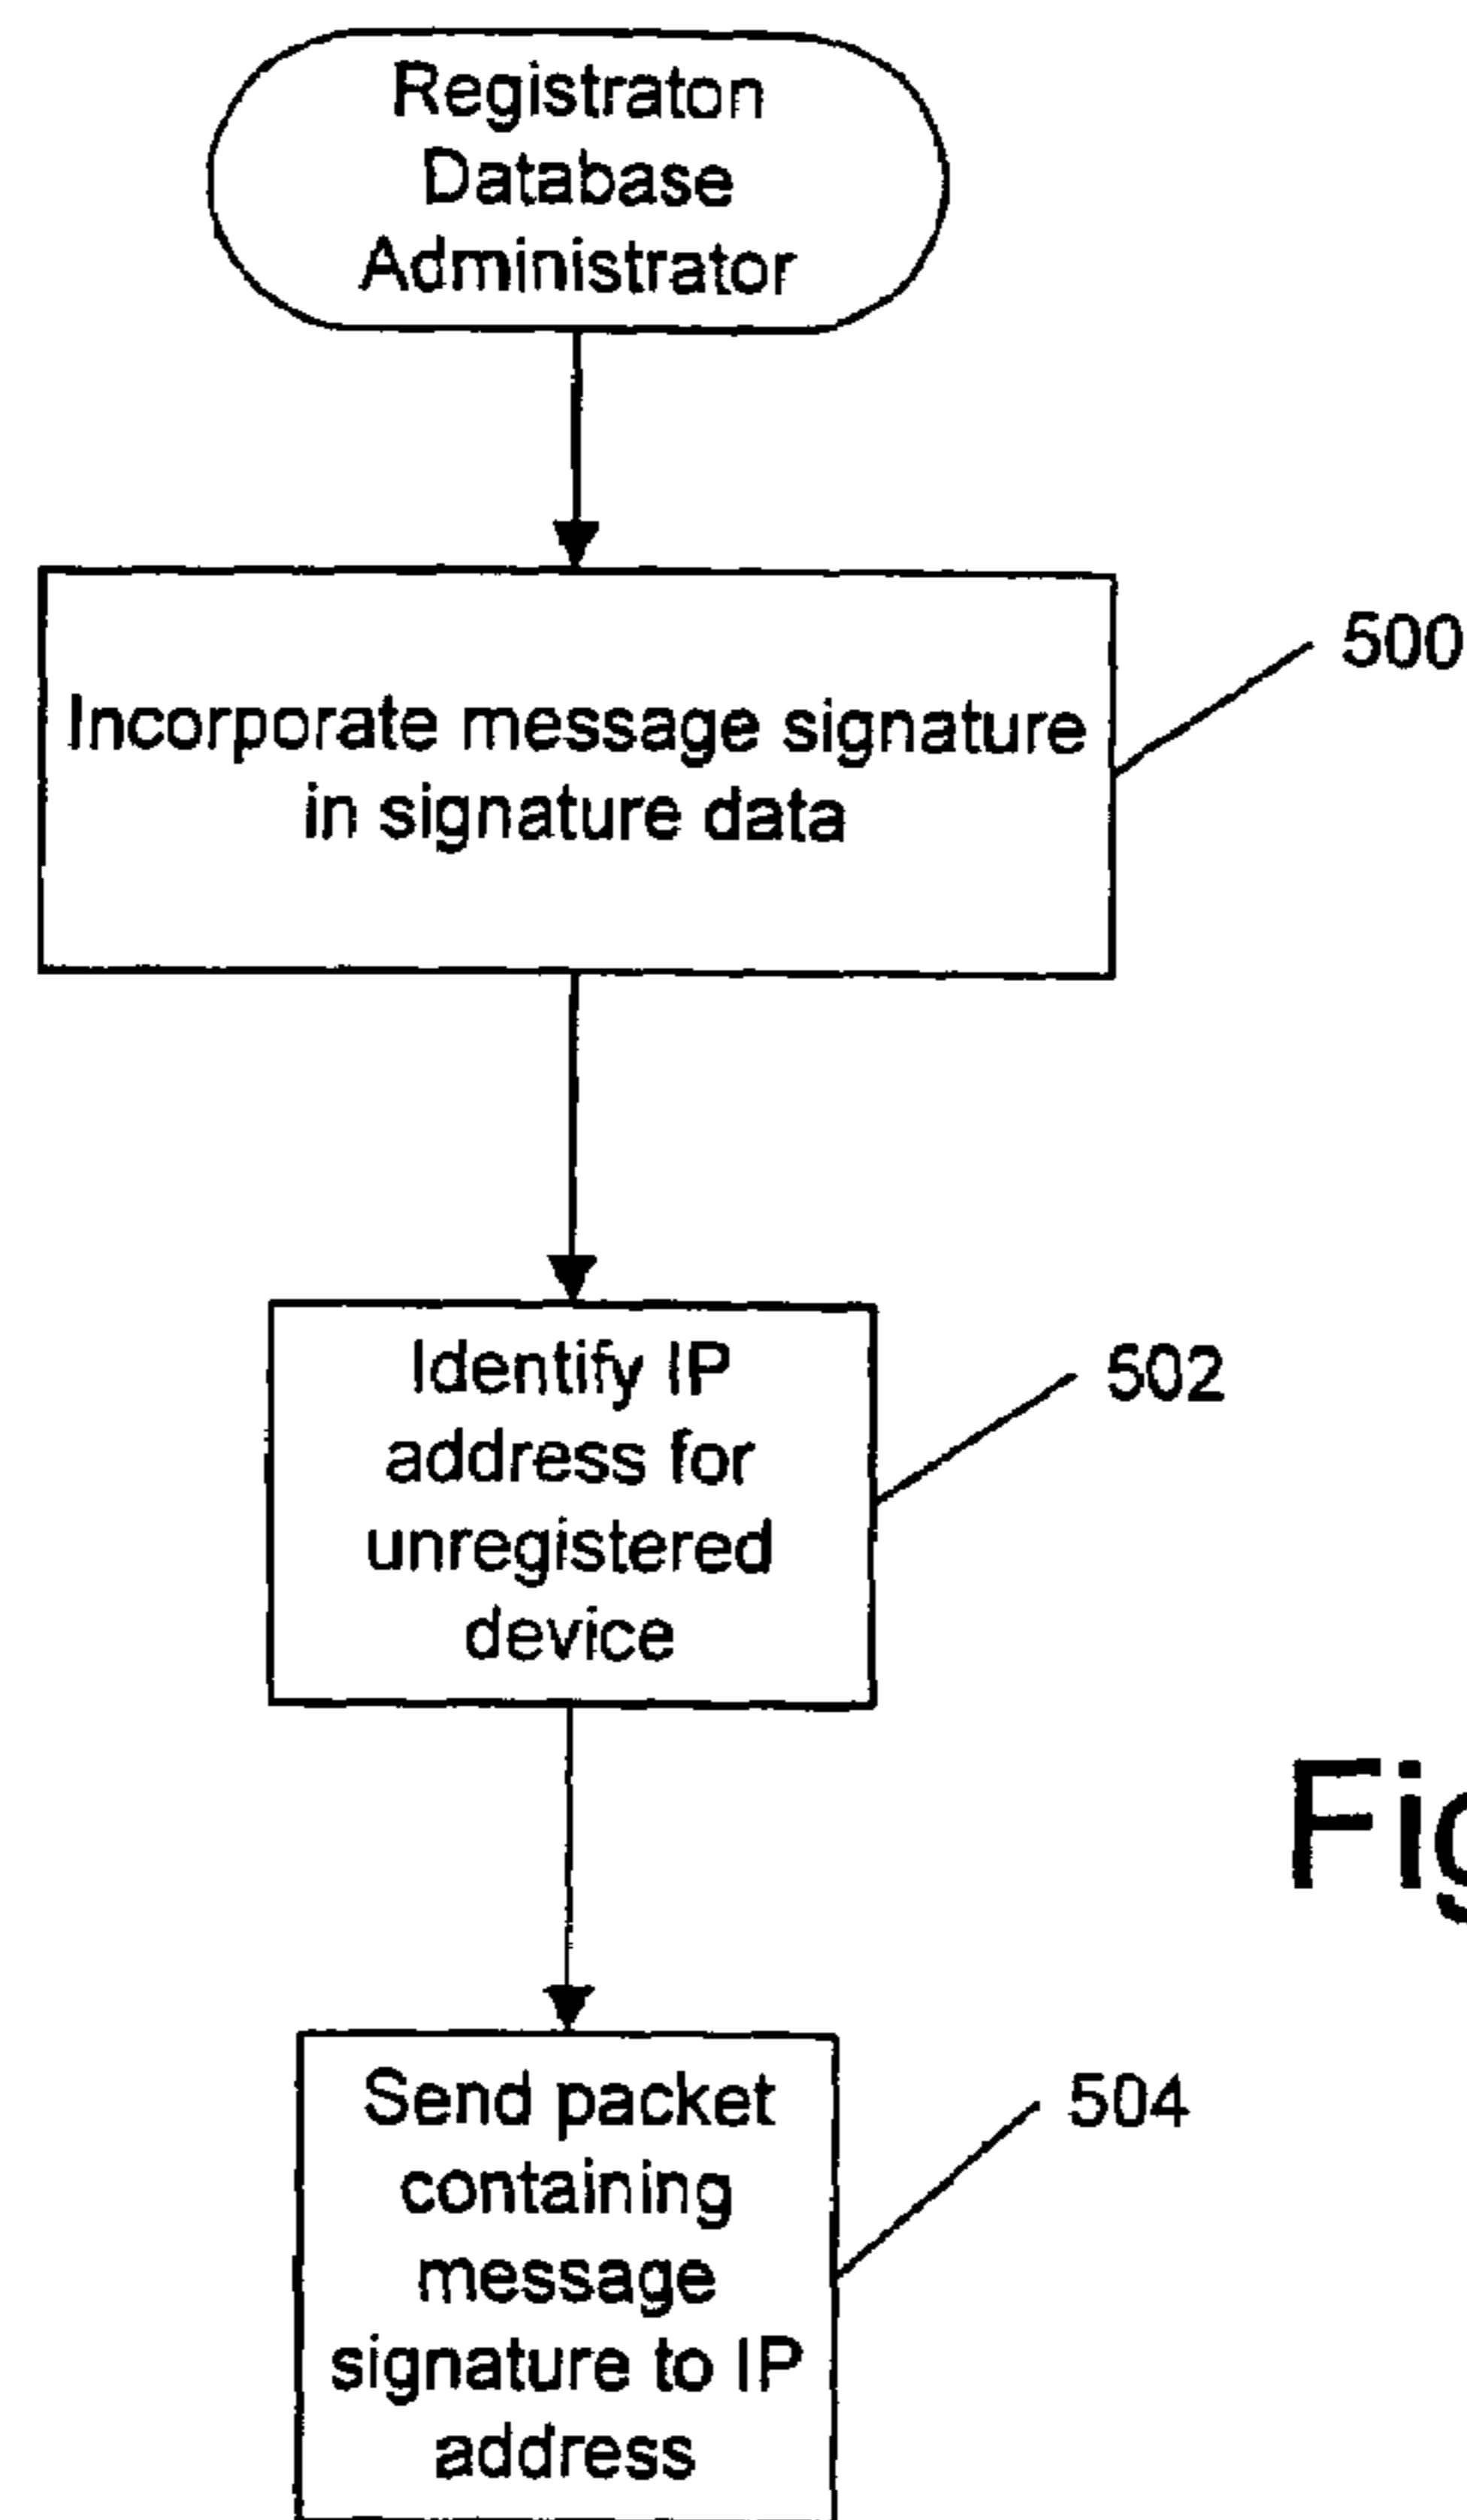 Registraton
Database
Administrator
500
Incorporate message signature
in signature data
Identify IP
address for
unregistered
device
502
Send packet
containing
message
signature to IP
address
504